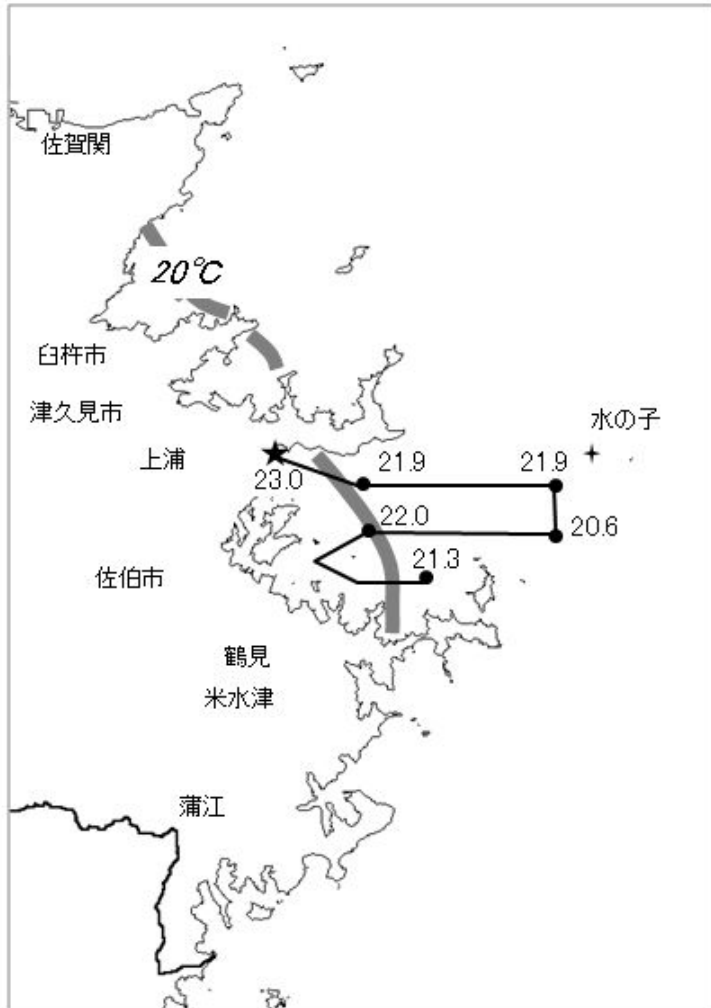 佐賀関
20℃
臼杵市
津久見市
水の子
上浦
23.0
21.9
21.9
22.0
20.6
21.3
佐伯市
鶴見
米水津
蒲江